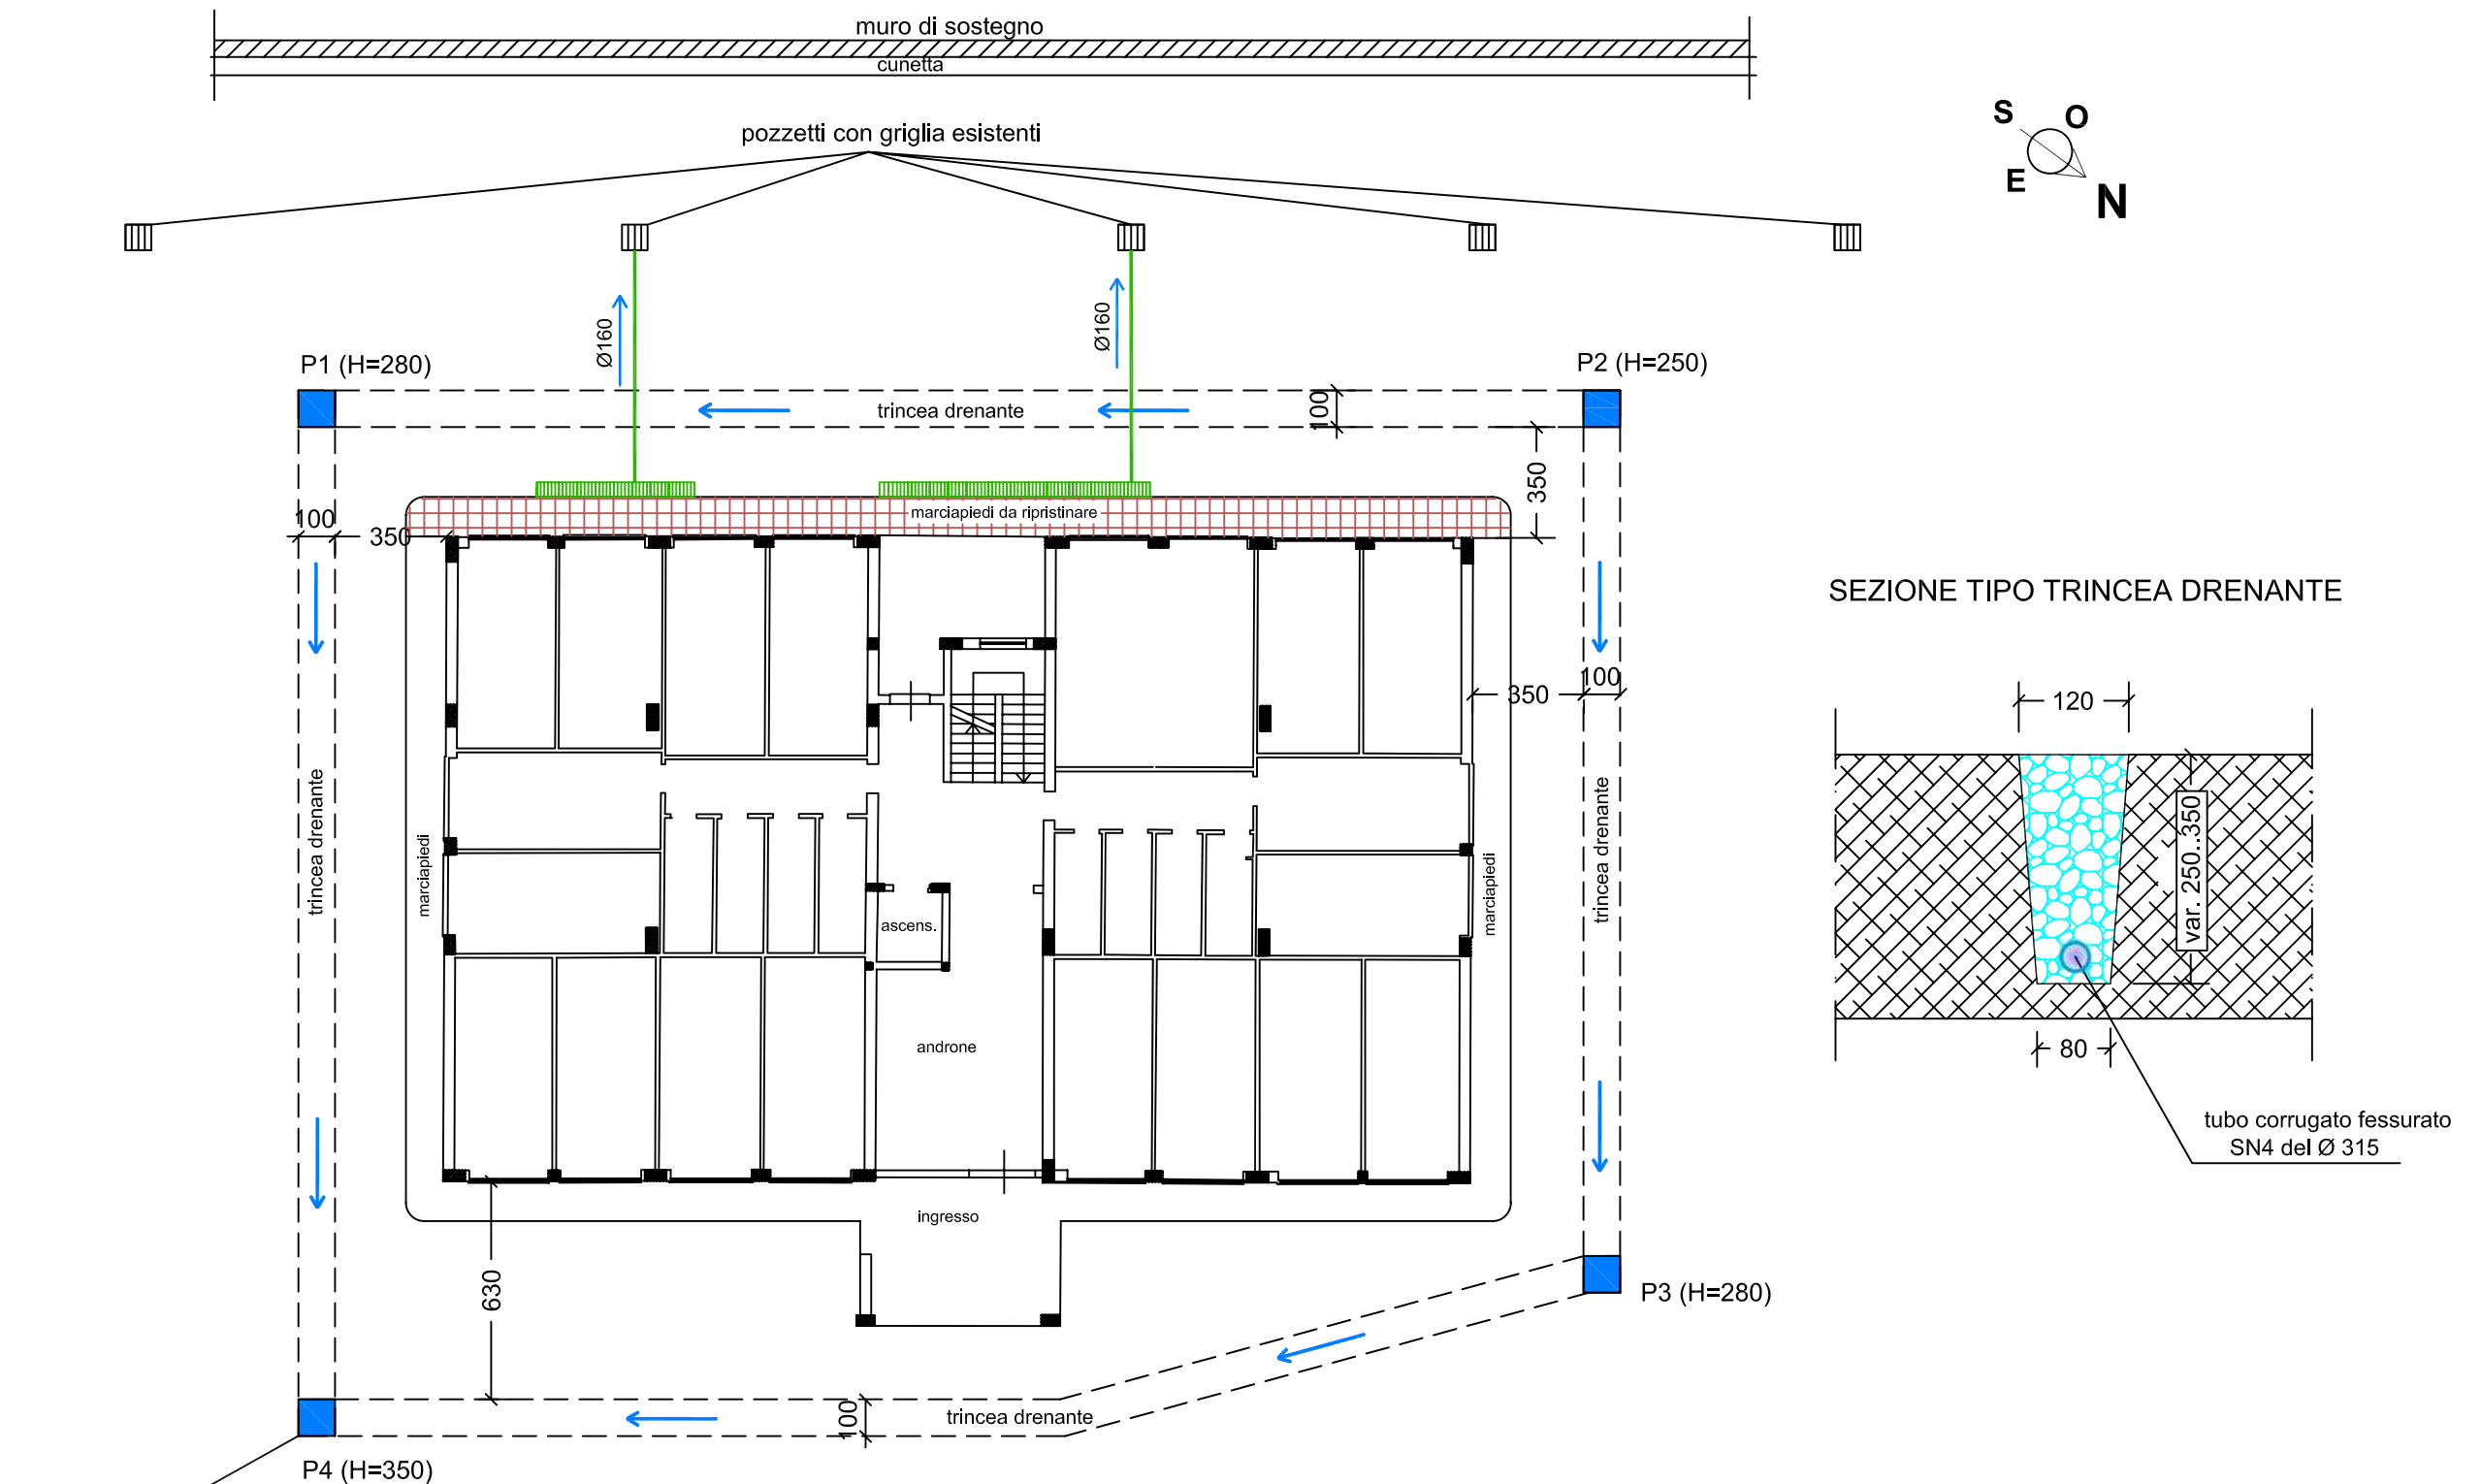 muro di sostegno
cunetta
pozzetti con griglia esistenti
S
O
E
N
Ø160
Ø160
P1 (H=280)
P2 (H=250)
trincea drenante
100
350
100
350
marciapiedi da ripristinare
SEZIONE TIPO TRINCEA DRENANTE
350
100
120
trincea drenante
marciapiedi
marciapiedi
trincea drenante
var. 250..350
ascens.
androne
80
tubo corrugato fessurato
SN4 del Ø 315
ingresso
630
P3 (H=280)
100
trincea drenante
P4 (H=350)